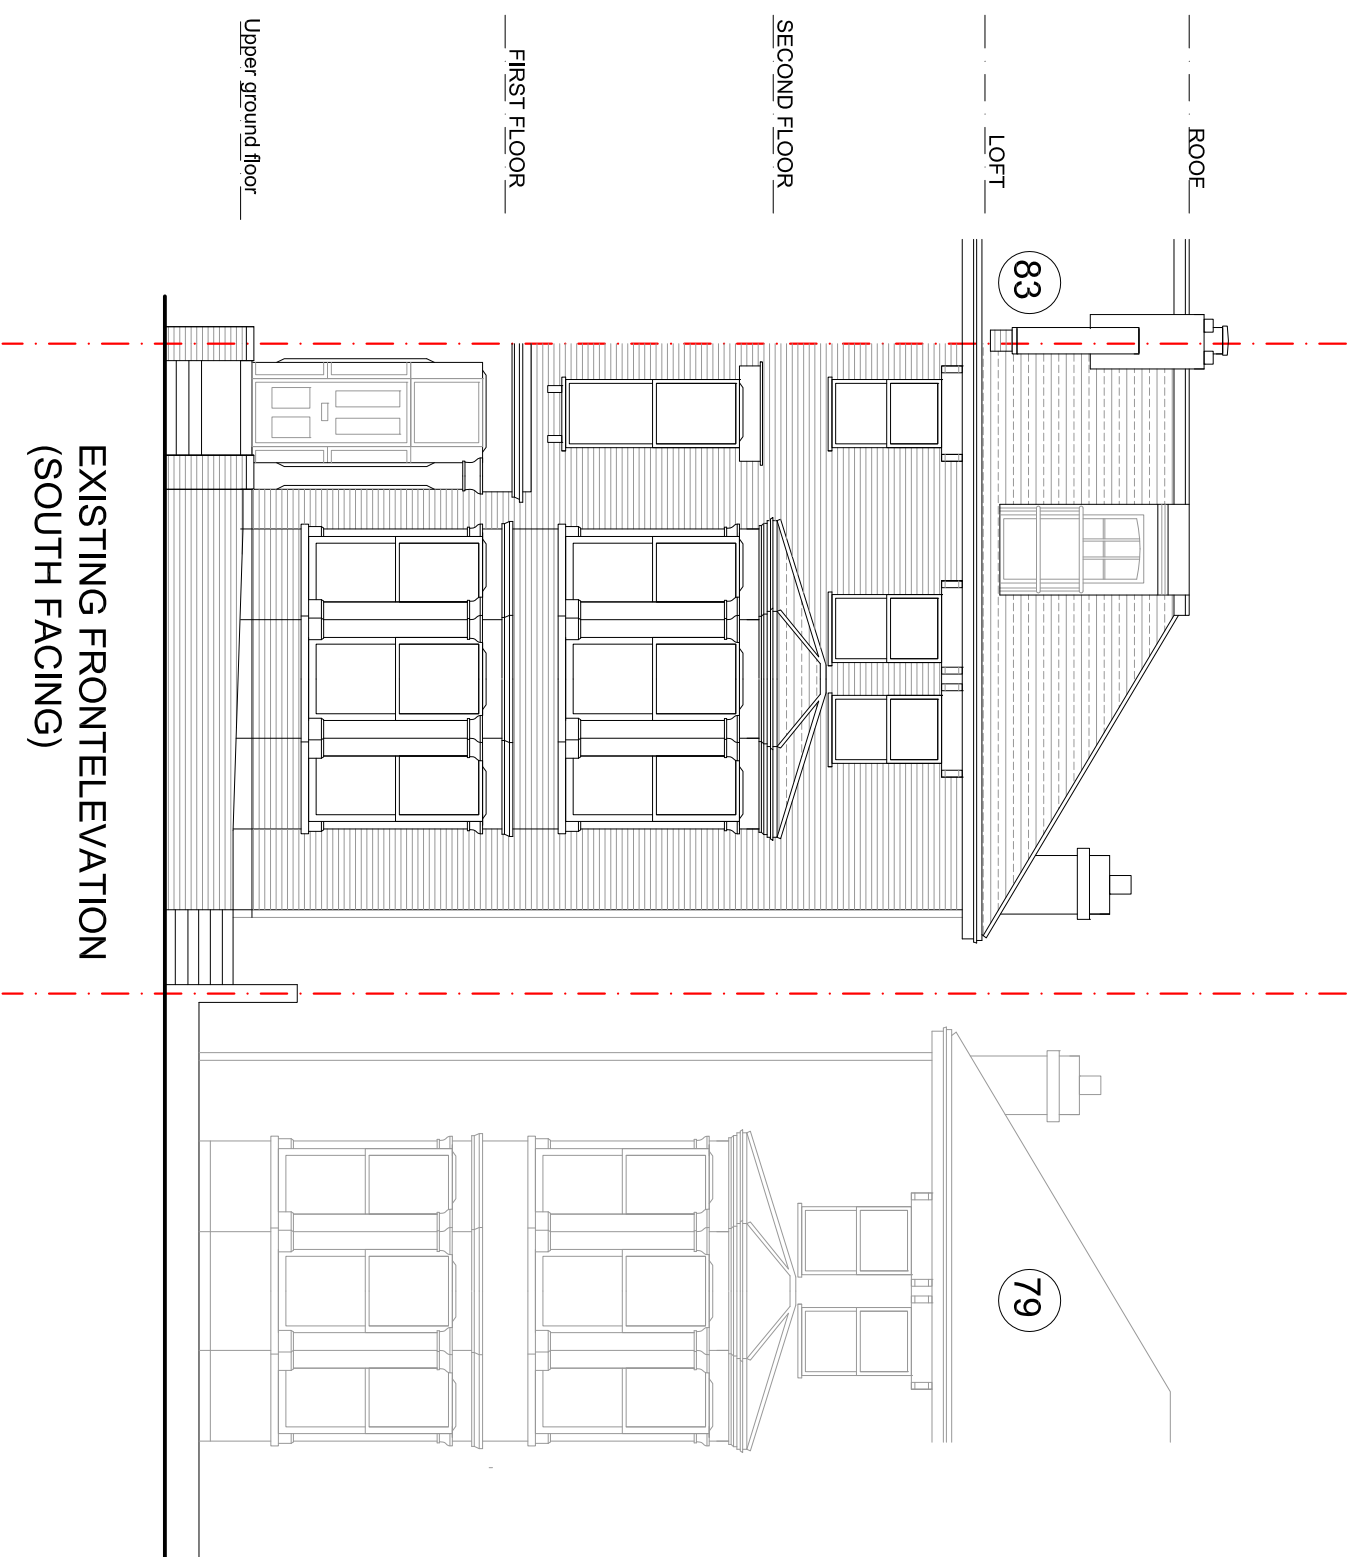 ROOF
LOFT
SECOND FLOOR
FIRST FLOOR
Upper ground floor
83
79
EXISTING FRONTELEVATION
(SOUTH FACING)